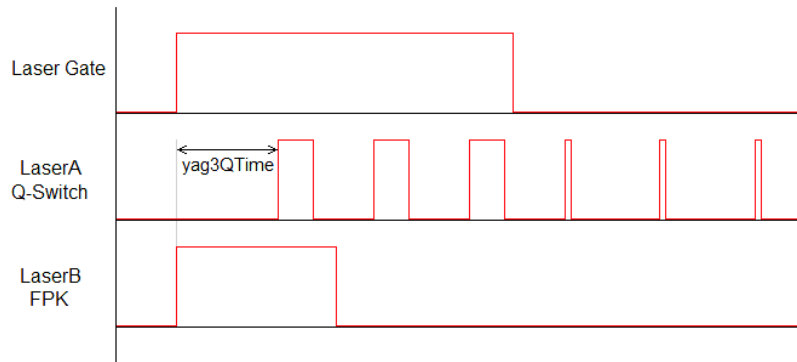 Laser Gate
LaserA
Q-Switch
yag3QTime
LaserB
FPK